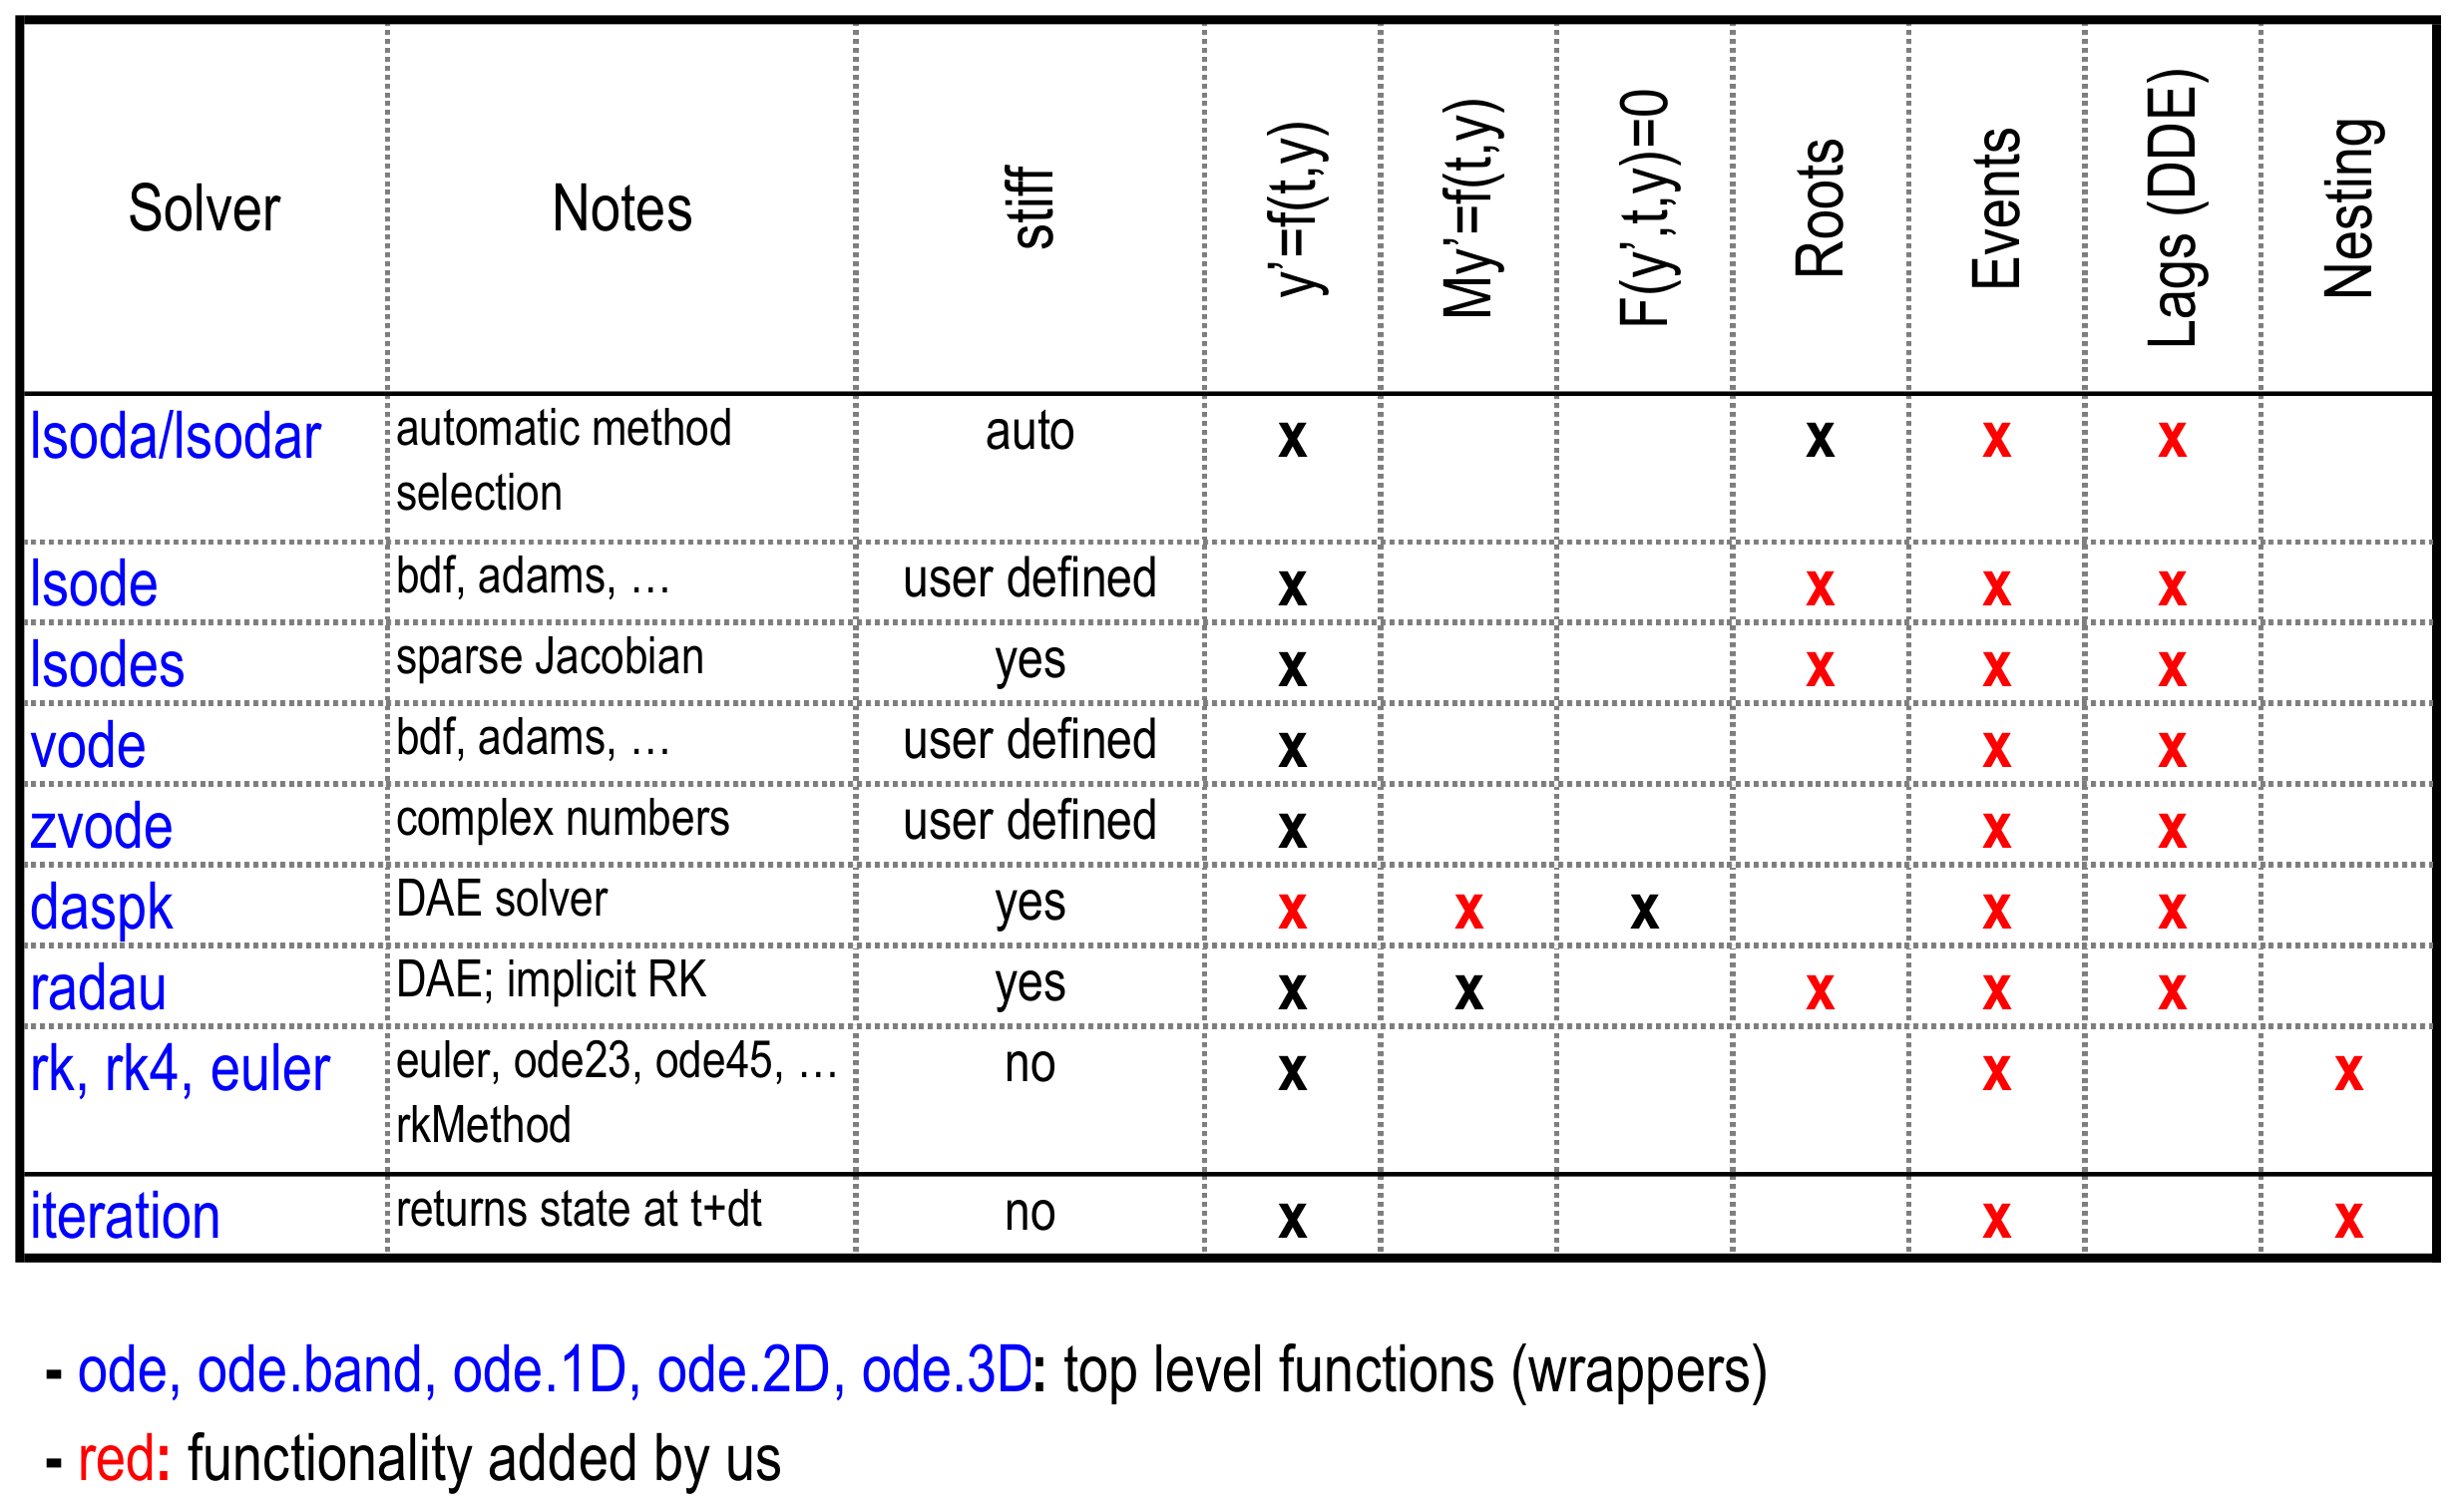 Solver Notes stiff y’=f(t,y) My’=f(t,y) F(y’,t,y)=0 Roots Events Lags (DDE) Nesting
lsoda/lsodar automatic method auto x x x x
selection
lsode bdf, adams, … user defined x x x x
lsodes sparse Jacobian yes x x x x
vode bdf, adams, … user defined x x x
zvode complex numbers user defined x x x
daspk DAE solver yes x x x x x
radau DAE; implicit RK yes x x x x x
rk, rk4, euler euler, ode23, ode45, … no x x x
rkMethod
iteration returns state at t+dt no x x x
- ode, ode.band, ode.1D, ode.2D, ode.3D: top level functions (wrappers)
- red: functionality added by us